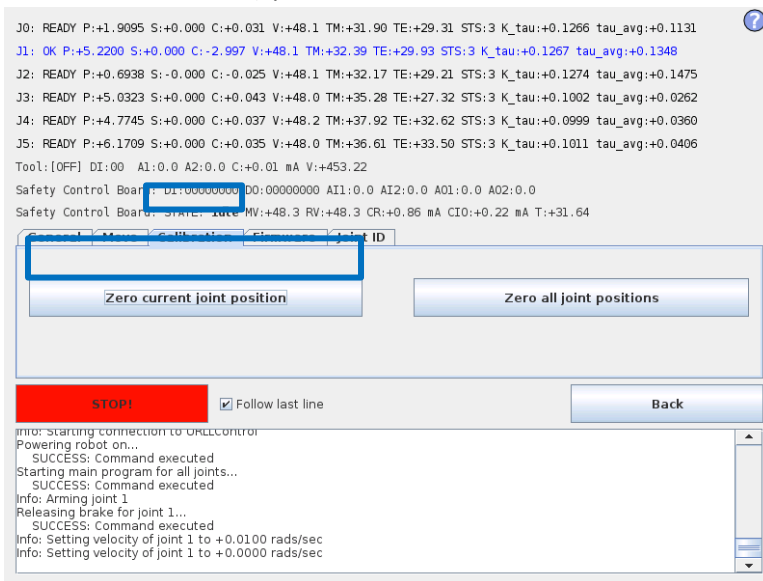 J0: READY P:+1.9095 S:+0.000 C:+0.031 V:+48.1 TM:+31.90 TE:+29.31 STS:3 K_tau:+0.1266 tau_avg:+0.1131
?
J1: OK P:+5.2200 S:+0.000 C:-2.997 V:+48.1 TM:+32.39 TE:+29.93 STS:3 K_tau:+0.1267 tau_avg:+0.1348
J2: READY P:+0.6938 S:-0.000 C:-0.025 V:+48.1 TM:+32.17 TE:+29.21 STS:3 K_tau:+0.1274 tau_avg:+0.1475
J3: READY P:+5.0323 S:+0.000 C:+0.043 V:+48.0 TM:+35.28 TE:+27.32 STS:3 K_tau:+0.1002 tau_avg:+0.0262
J4: READY P:+4.7745 S:+0.000 C:+0.037 V:+48.2 TM:+37.92 TE:+32.62 STS:3 K_tau:+0.0999 tau_avg:+0.0360
J5: READY P:+6.1709 S:+0.000 C:+0.035 V:+48.0 TM:+36.61 TE:+33.50 STS:3 K_tau:+0.1011 tau_avg:+0.0406
Tool:[OFF] DI:00 A1:0.0 A2:0.0 C:+0.01 mA V:+453.22
Safety Control Board: DI:00000000 DO:00000000 AI1:0.0 AI2:0.0 AO1:0.0 AO2:0.0
Safety Control Board: STATE: Idle MV:+48.3 RV:+48.3 CR:+0.86 mA CIO:+0.22 mA T:+31.64
General Move Calibration Firmware Joint ID
Zero current joint position Zero all joint positions
STOP! Follow last line Back
Info: Starting connection to URLLControl
Powering robot on...
SUCCESS: Command executed
Starting main program for all joints...
SUCCESS: Command executed
Info: Arming joint 1
Releasing brake for joint 1...
SUCCESS: Command executed
Info: Setting velocity of joint 1 to +0.0100 rads/sec
Info: Setting velocity of joint 1 to +0.0000 rads/sec